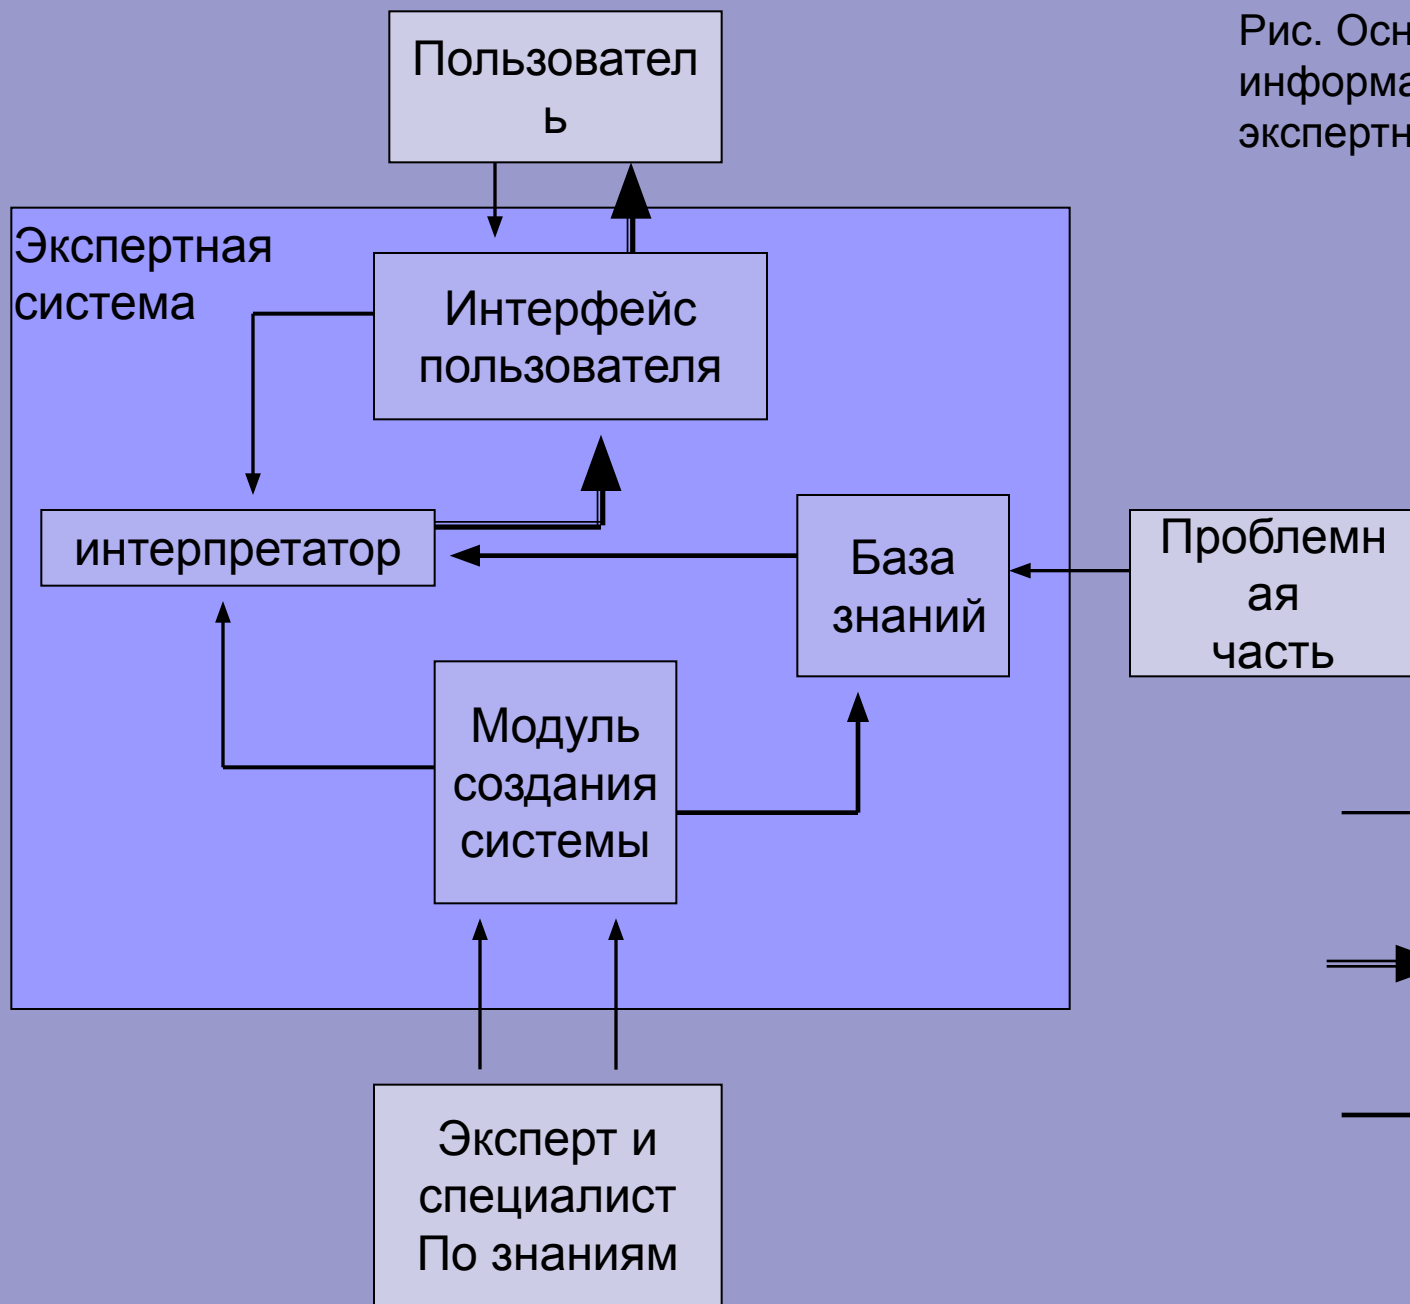 Пользовател
ь
Рис. Осн
информа
экспертн
Экспертная
система
Интерфейс
пользователя
интерпретатор
База
знаний
Проблемн
ая
часть
Модуль
создания
системы
Эксперт и
специалист
По знаниям